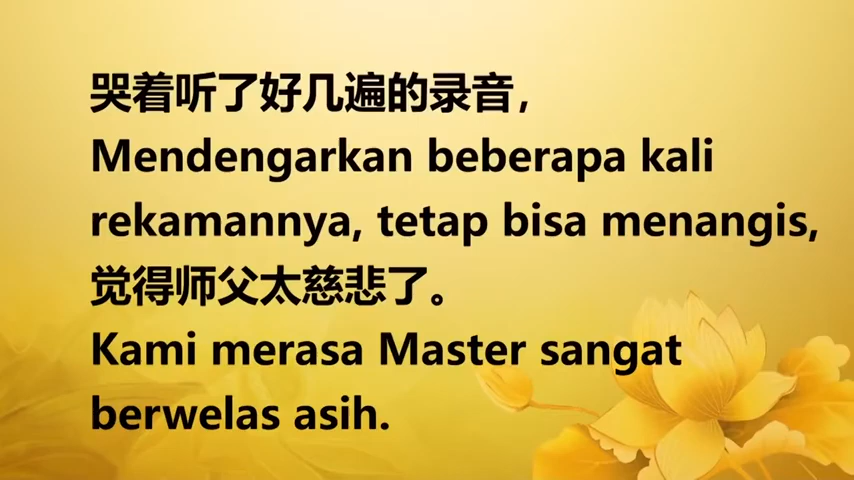 哭着听了好几遍的录音，
Mendengarkan beberapa kali
rekamannya, tetap bisa menangis,
觉得师父太慈悲了。
Kami merasa Master sangat
berwelas asih.